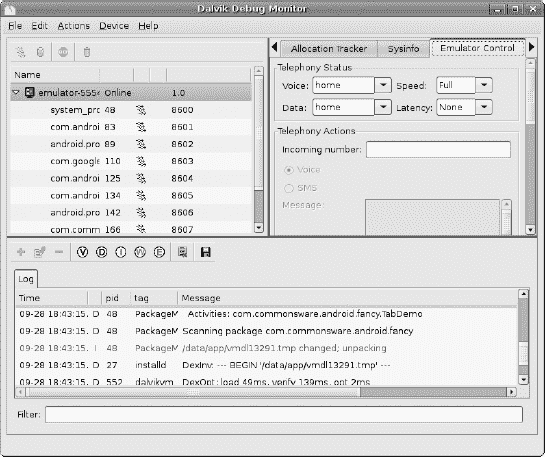 Dalvik Debug Monitor
File Edit Actions Device Help
Name
emulator-5554 Online 1.0
system_pro 48 8600
com.androi 83 8601
android.pro 89 8602
com.google 110 8603
com.androi 125 8604
com.androi 134 8605
android.pro 142 8606
com.comm 166 8607
Allocation Tracker Sysinfo Emulator Control
Telephony Status
Voice: home Speed: Full
Data: home Latency: None
Telephony Actions
Incoming number:
Voice
SMS
Message:
V D I W E
Log
Time pid tag Message
09-28 18:43:15. D 48 PackageM Activities: com.commonsware.android.fancy.TabDemo
09-28 18:43:15. D 48 PackageM Scanning package com.commonsware.android.fancy
09-28 18:43:15. I 48 PackageM /data/app/vmdl13291.tmp changed; unpacking
09-28 18:43:15. D 27 installd DexInv: --- BEGIN '/data/app/vmdl13291.tmp' ---
09-28 18:43:15. D 552 dalvikvm DexOpt: load 49ms, verify 139ms, opt 2ms
Filter: